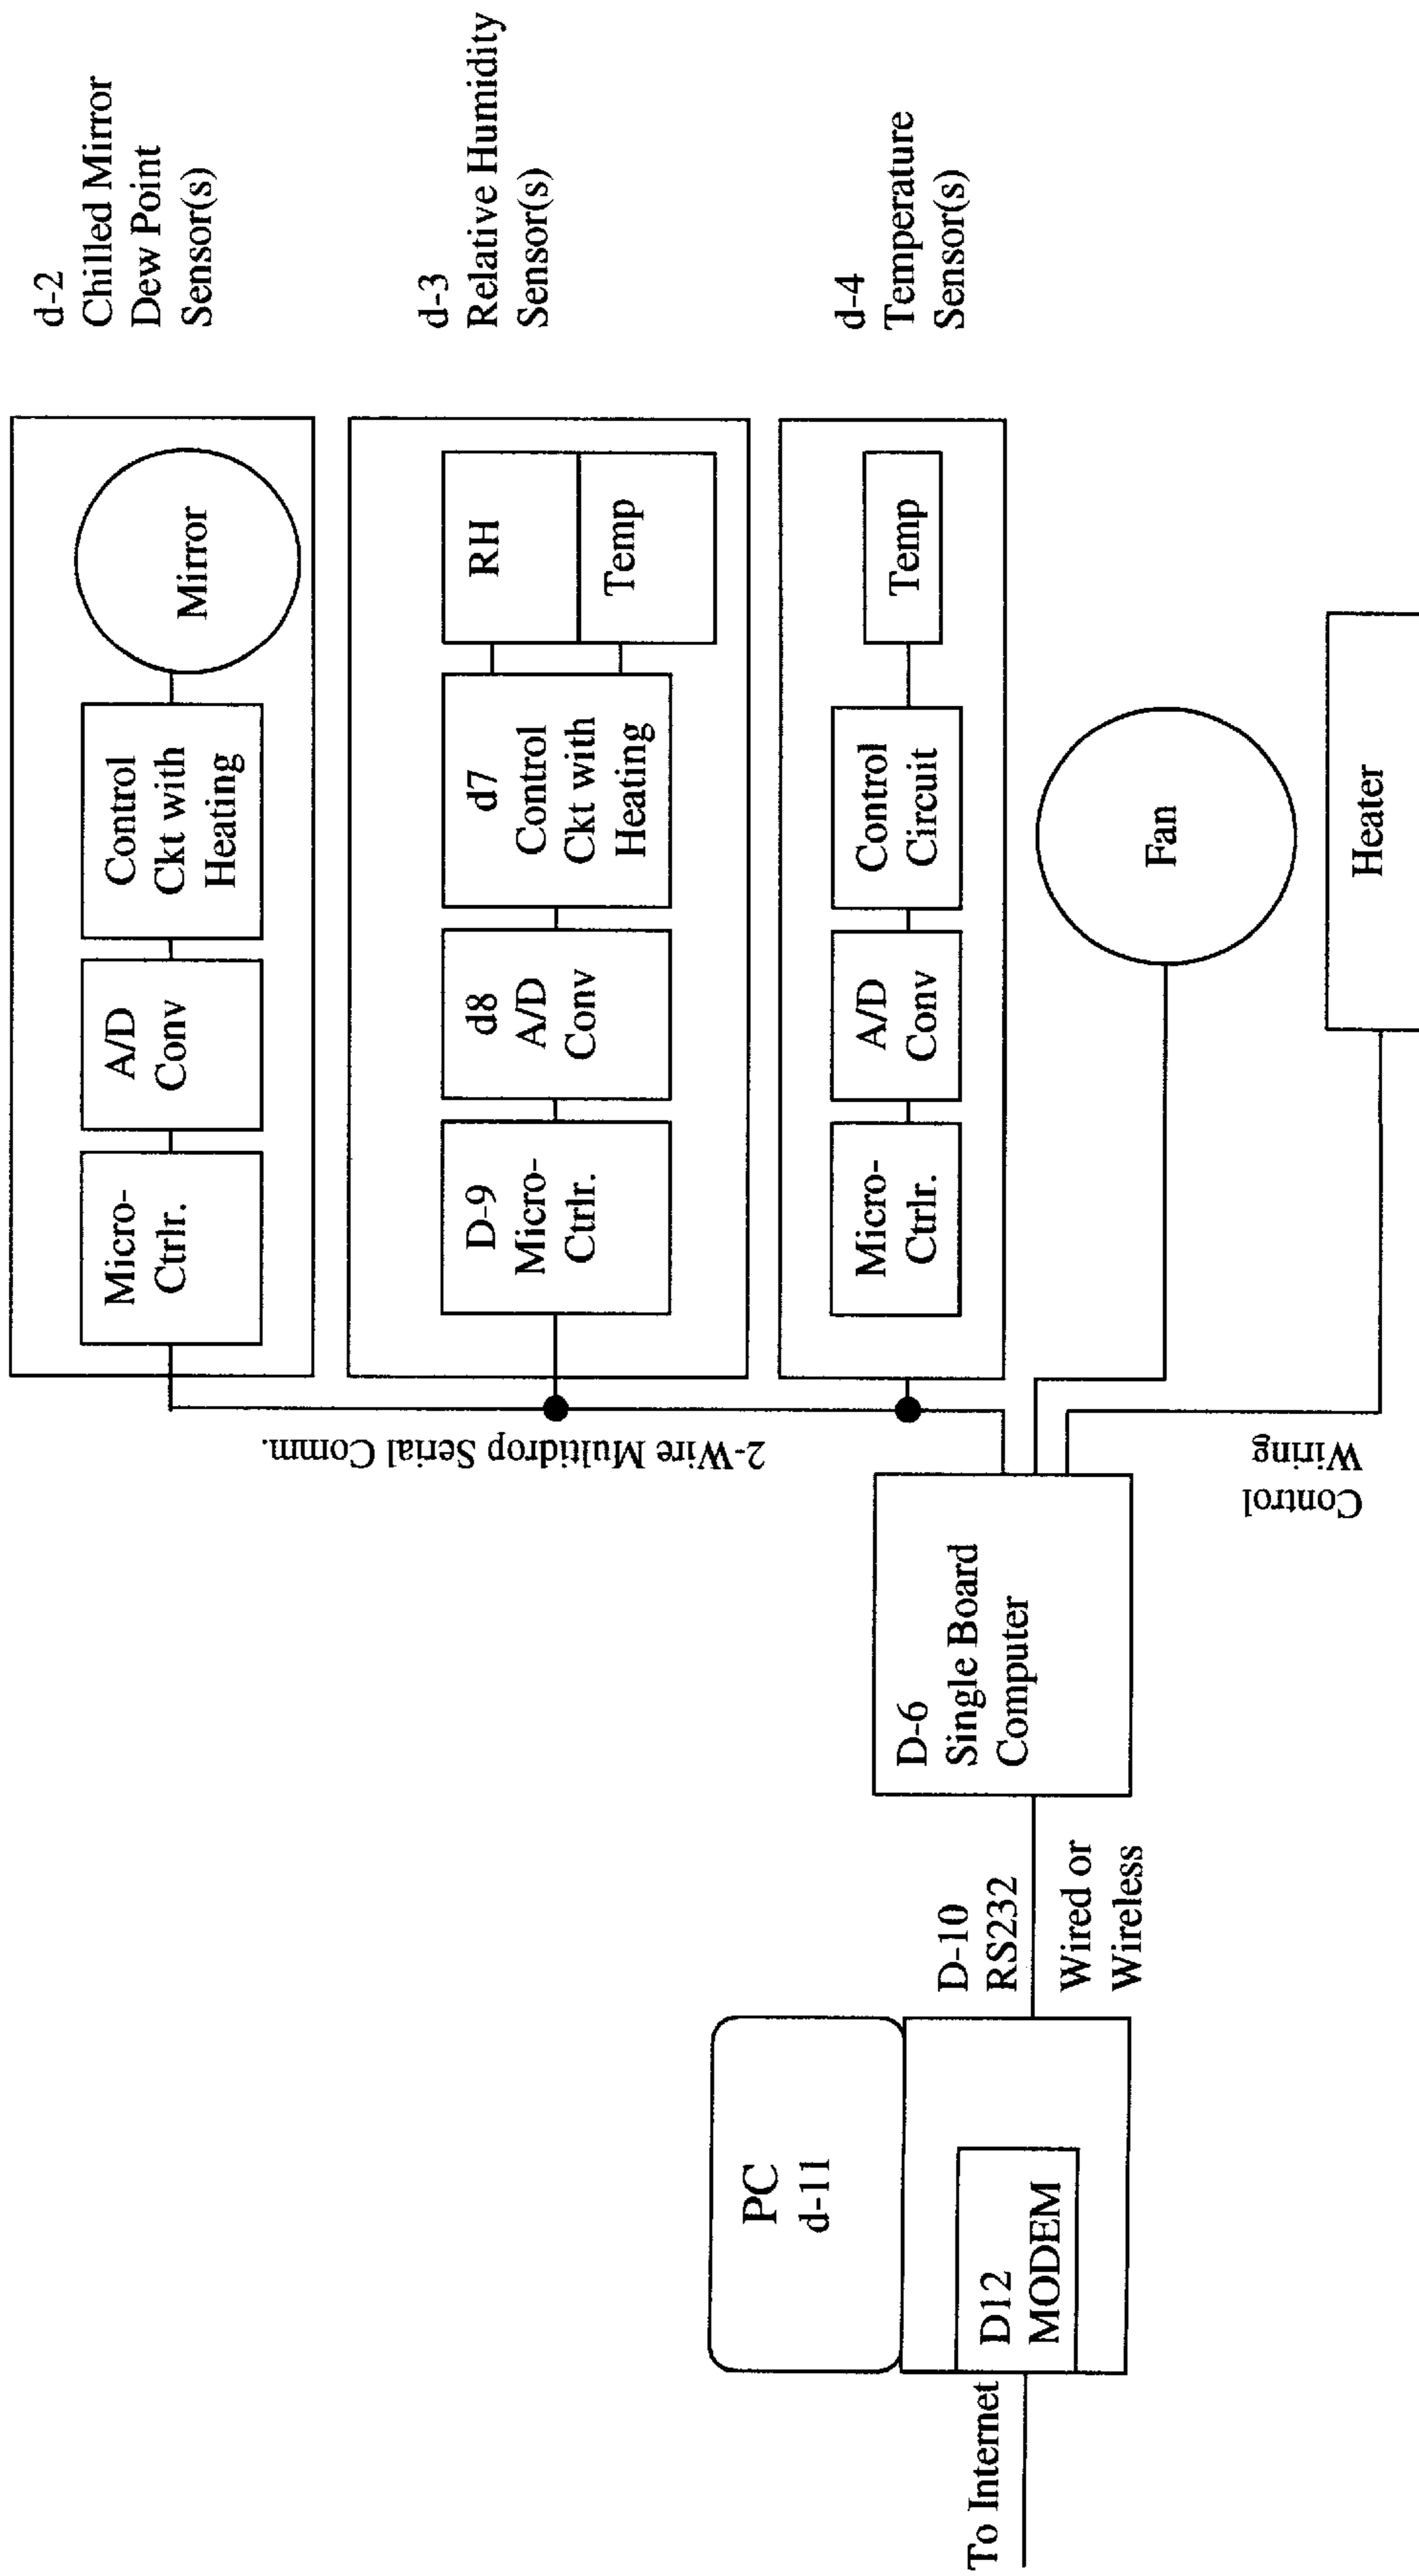 d-2
Chilled Mirror
Dew Point
Sensor(s)
Micro-
Ctrlr.
A/D
Conv
Control
Ckt with
Heating
Mirror
d-3
Relative Humidity
Sensor(s)
D-9
Micro-
Ctrlr.
d8
A/D
Conv
d7
Control
Ckt with
Heating
RH
Temp
d-4
Temperature
Sensor(s)
Micro-
Ctrlr.
A/D
Conv
Control
Circuit
Temp
2-Wire Multidrop Serial Comm.
Fan
Heater
Control
Wiring
D-6
Single Board
Computer
D-10
RS232
Wired or
Wireless
PC
d-11
D12
MODEM
To Internet